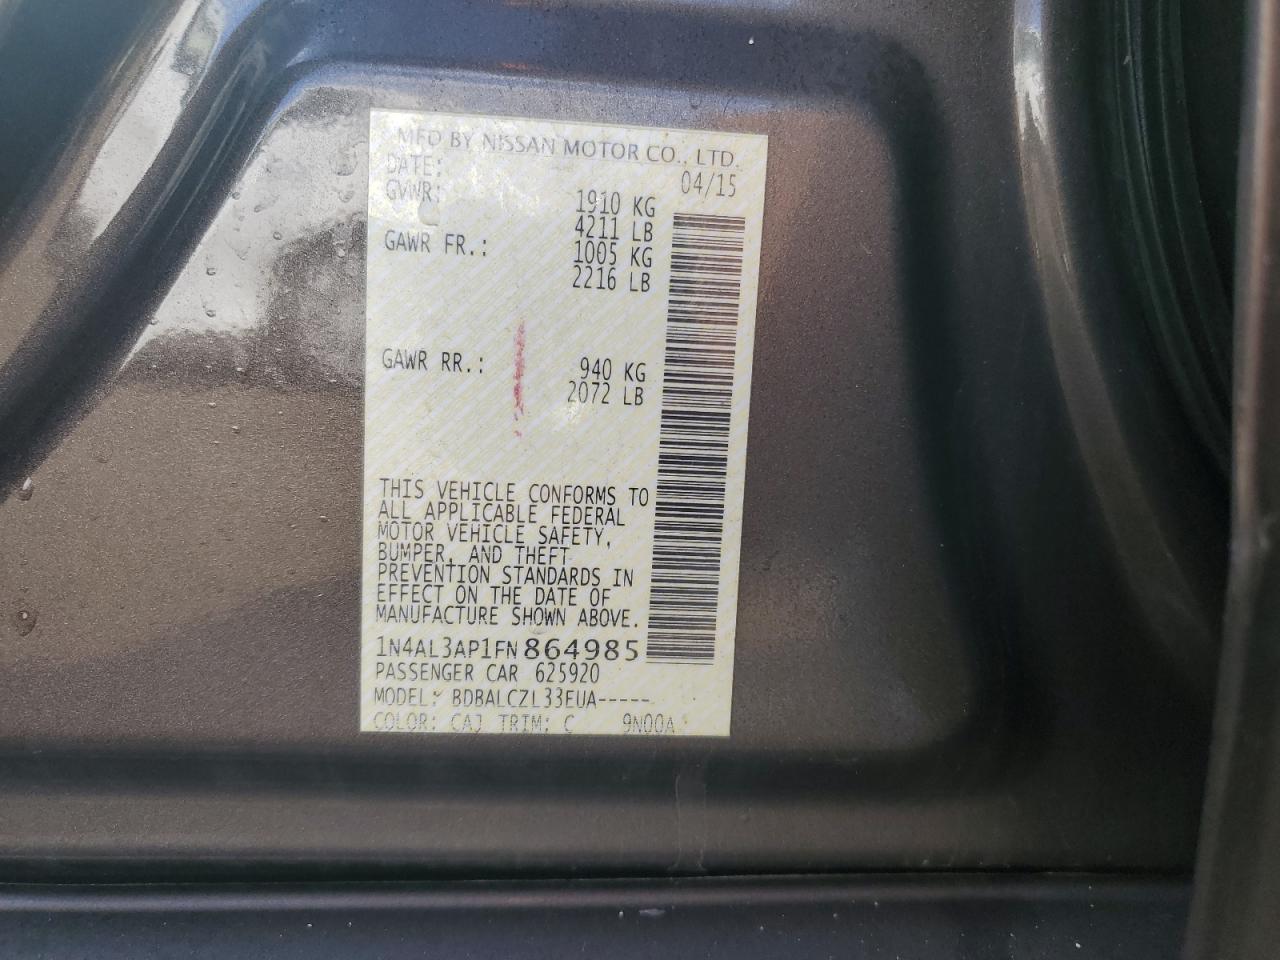 MFD BY NISSAN MOTOR CO., LTD.
DATE: 04/15
GVWR: 1910 KG
4211 LB
GAWR FR.: 1005 KG
2216 LB
GAWR RR.: 940 KG
2072 LB
THIS VEHICLE CONFORMS TO
ALL APPLICABLE FEDERAL
MOTOR VEHICLE SAFETY,
BUMPER, AND THEFT
PREVENTION STANDARDS IN
EFFECT ON THE DATE OF
MANUFACTURE SHOWN ABOVE.
1N4AL3AP1FN864985
PASSENGER CAR 625920
MODEL: BDBALCZL33EUA-----
COLOR: CAJ TRIM: C 9N00A